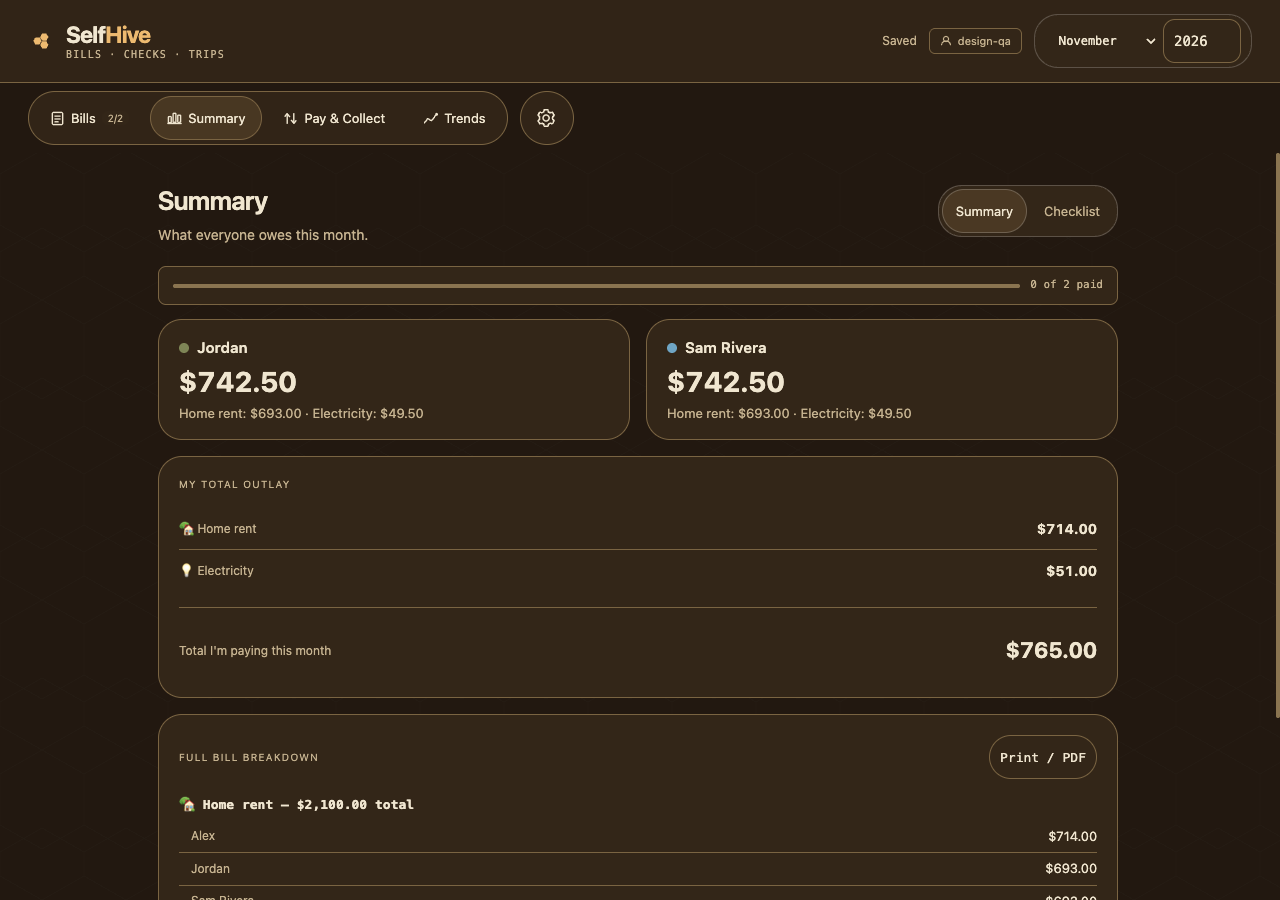 SelfHive
BILLS · CHECKS · TRIPS
Saved
design-qa
November
2026
Bills 2/2
Summary
Pay & Collect
Trends
Summary
What everyone owes this month.
Summary
Checklist
0 of 2 paid
Jordan
$742.50
Home rent: $693.00 · Electricity: $49.50
Sam Rivera
$742.50
Home rent: $693.00 · Electricity: $49.50
MY TOTAL OUTLAY
Home rent $714.00
Electricity $51.00
Total I'm paying this month $765.00
FULL BILL BREAKDOWN
Print / PDF
Home rent — $2,100.00 total
Alex $714.00
Jordan $693.00
Sam Rivera $693.00